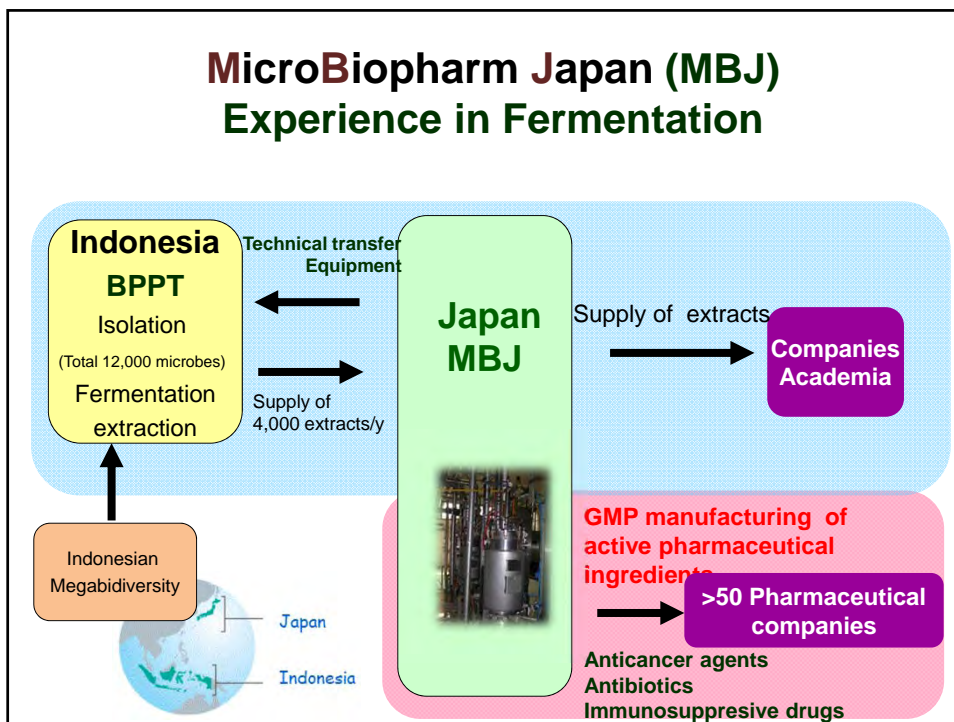 MicroBiopharm Japan (MBJ)
Experience in Fermentation
Indonesia
BPPT
Isolation
(Total 12,000 microbes)
Fermentation
extraction
Technical transfer
Equipment
Supply of
4,000 extracts/y
Japan
MBJ
Supply of extracts
Companies
Academia
Indonesian
Megabidiversity
Japan
Indonesia
GMP manufacturing of
active pharmaceutical
ingredients
>50 Pharmaceutical
companies
Anticancer agents
Antibiotics
Immunosuppresive drugs